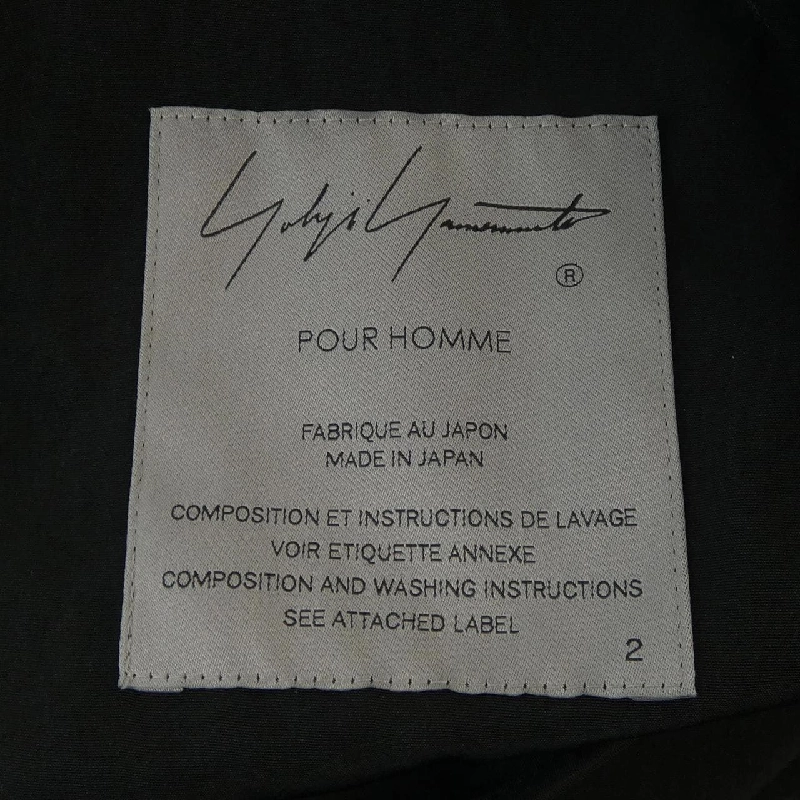 Yohji Yamamoto
®
POUR HOMME
FABRIQUE AU JAPON
MADE IN JAPAN
COMPOSITION ET INSTRUCTIONS DE LAVAGE
VOIR ETIQUETTE ANNEXE
COMPOSITION AND WASHING INSTRUCTIONS
SEE ATTACHED LABEL
2